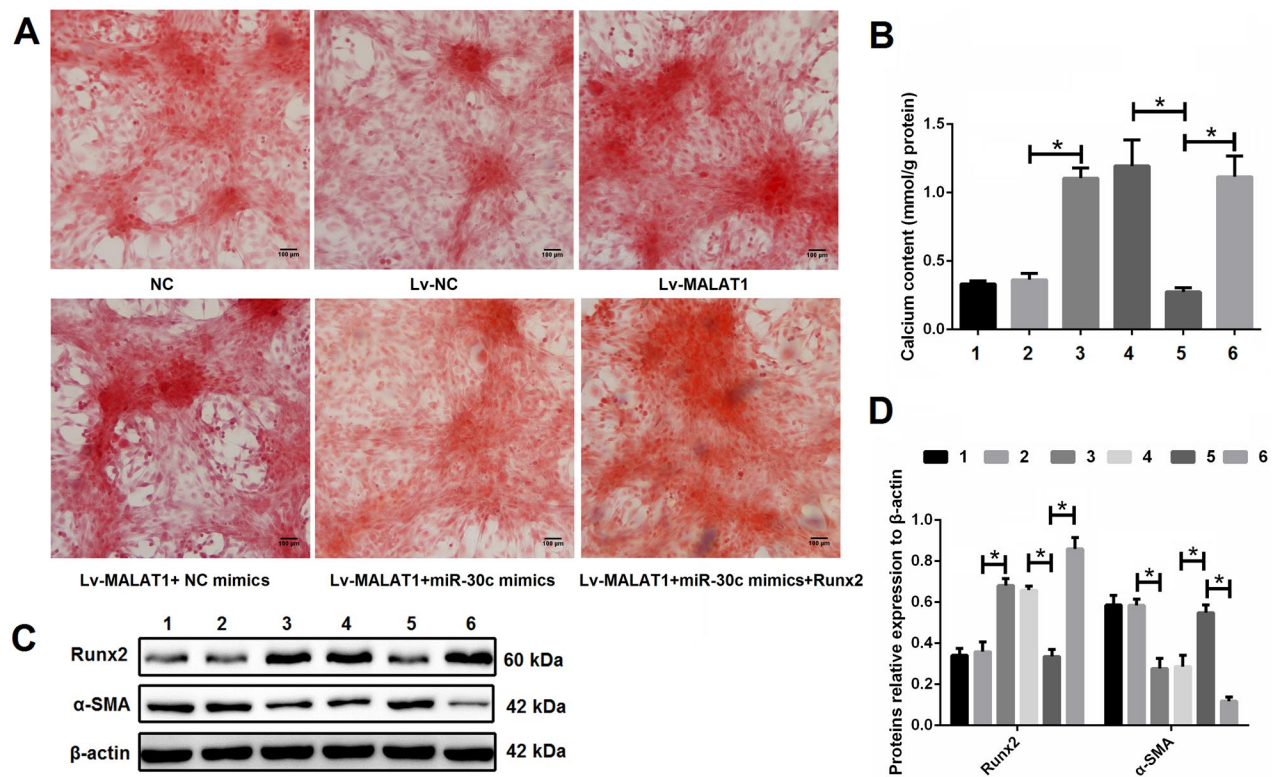 A
100 μm
100 μm
100 μm
NC
Lv-NC
Lv-MALAT1
100 μm
100 μm
100 μm
Lv-MALAT1+ NC mimics
Lv-MALAT1+miR-30c mimics
Lv-MALAT1+miR-30c mimics+Runx2
B
Calcium content (mmol/g protein)
1.5
1.0
0.5
0.0
*
*
*
1 2 3 4 5 6
C
1 2 3 4 5 6
Runx2
60 kDa
α-SMA
42 kDa
β-actin
42 kDa
D
1 2 3 4 5 6
Proteins relative expression to β-actin
1.0
0.8
0.6
0.4
0.2
0.0
*
*
*
*
*
*
Runx2
α-SMA